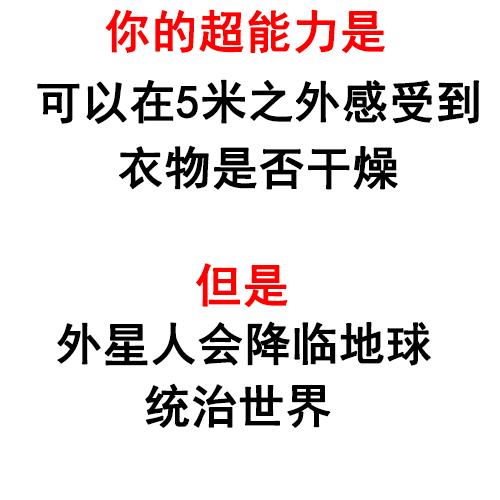 你的超能力是
可以在5米之外感受到
衣物是否干燥
但是
外星人会降临地球
统治世界